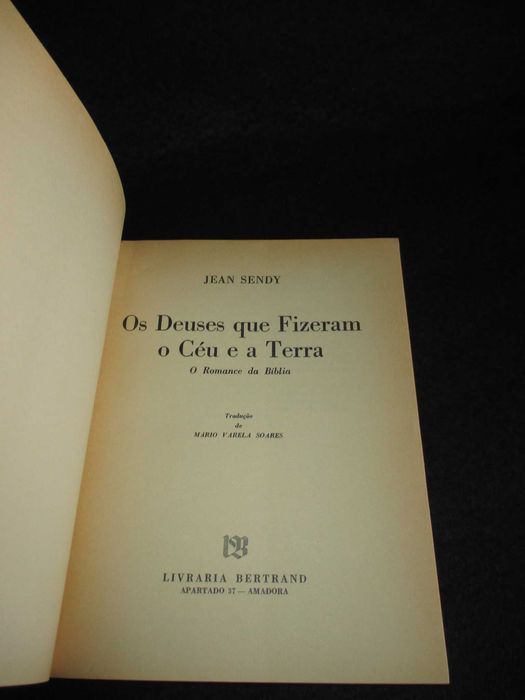 JEAN SENDY
Os Deuses que Fizeram
o Céu e a Terra
O Romance da Bíblia
Tradução
de
MÁRIO VARELA SOARES
LIVRARIA BERTRAND
APARTADO 37 — AMADORA